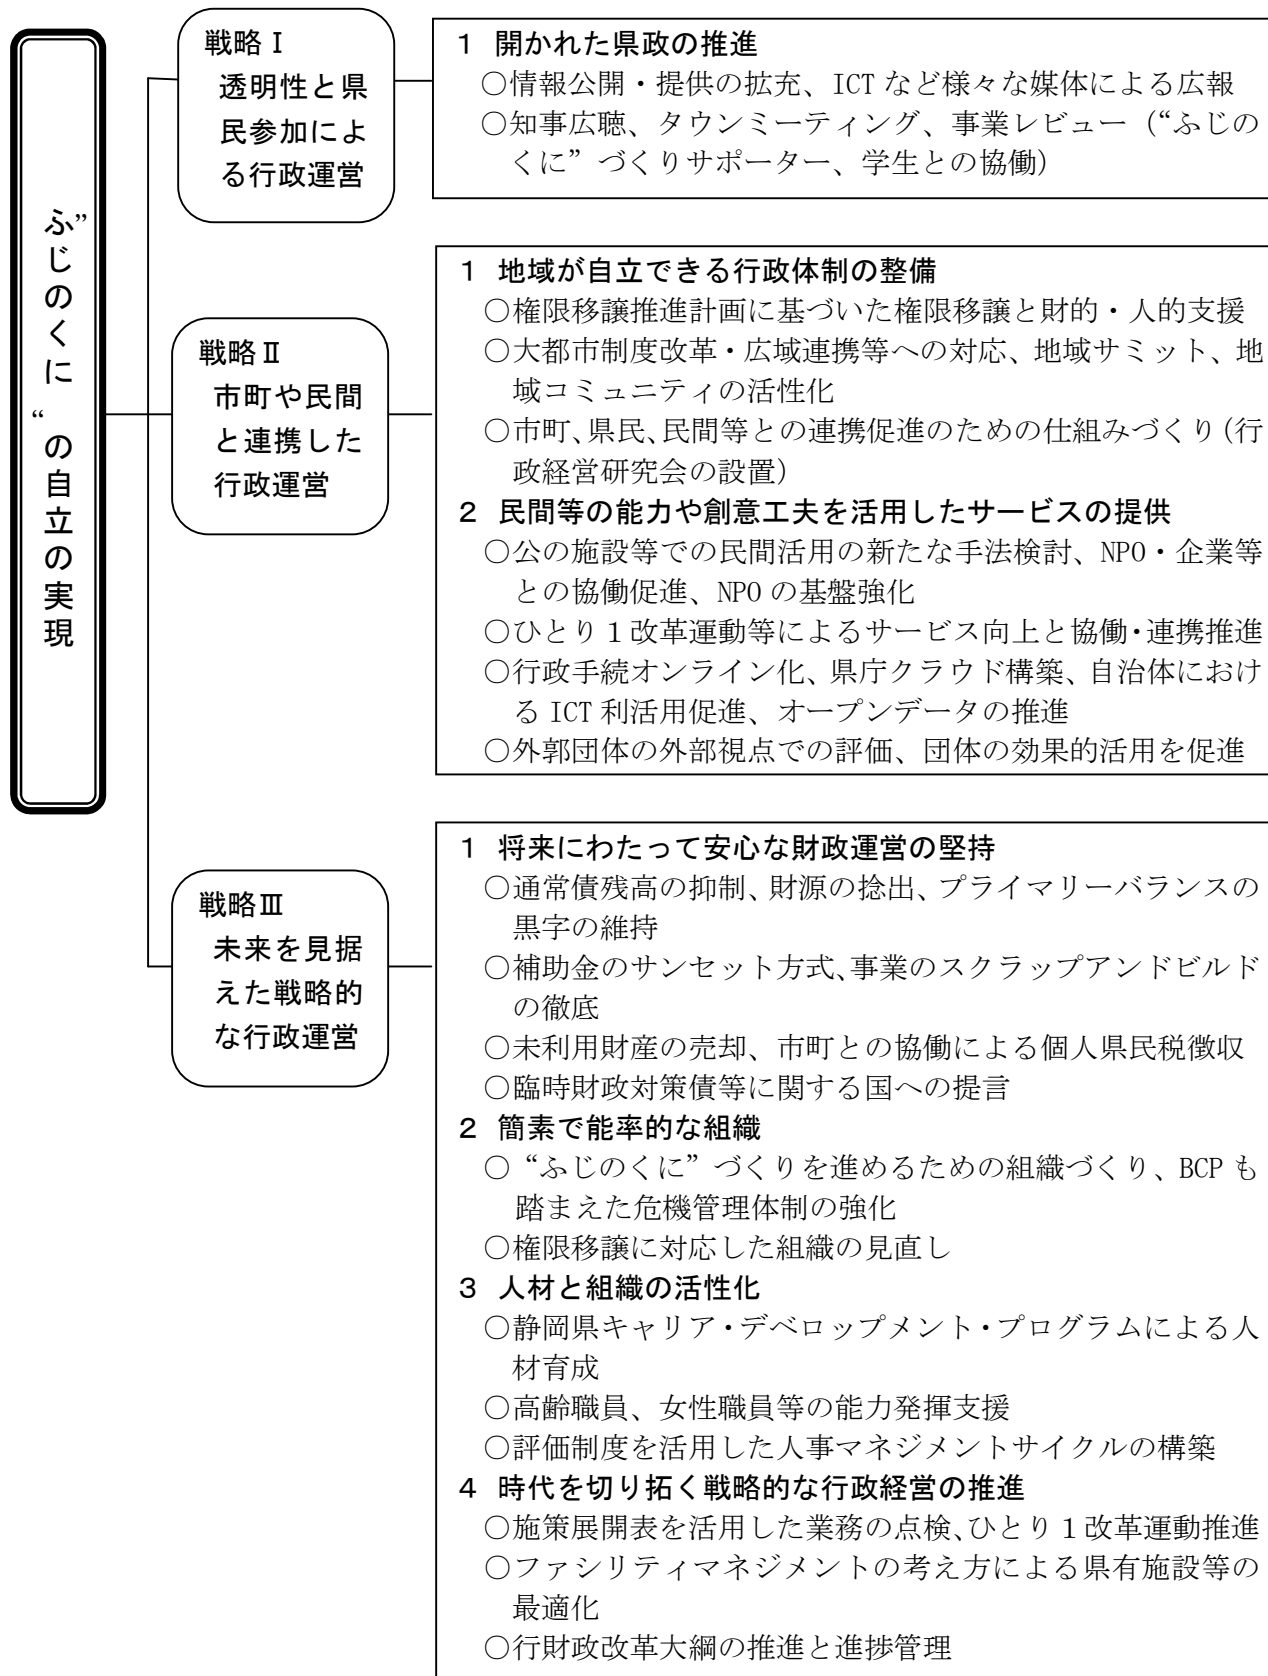 ”ふじのくに“の自立の実現
戦略Ⅰ
透明性と県
民参加によ
る行政運営
1 開かれた県政の推進
○情報公開・提供の拡充、ICTなど様々な媒体による広報
○知事広聴、タウンミーティング、事業レビュー（“ふじの
くに”づくりサポーター、学生との協働）
戦略Ⅱ
市町や民間
と連携した
行政運営
1 地域が自立できる行政体制の整備
○権限移譲推進計画に基づいた権限移譲と財的・人的支援
○大都市制度改革・広域連携等への対応、地域サミット、地
域コミュニティの活性化
○市町、県民、民間等との連携促進のための仕組みづくり（行
政経営研究会の設置）
2 民間等の能力や創意工夫を活用したサービスの提供
○公の施設等での民間活用の新たな手法検討、NPO・企業等
との協働促進、NPOの基盤強化
○ひとり１改革運動等によるサービス向上と協働・連携推進
○行政手続オンライン化、県庁クラウド構築、自治体におけ
るICT利活用促進、オープンデータの推進
○外郭団体の外部視点での評価、団体の効果的活用を促進
戦略Ⅲ
未来を見据
えた戦略的
な行政運営
1 将来にわたって安心な財政運営の堅持
○通常債残高の抑制、財源の捻出、プライマリーバランスの
黒字の維持
○補助金のサンセット方式、事業のスクラップアンドビルド
の徹底
○未利用財産の売却、市町との協働による個人県民税徴収
○臨時財政対策債等に関する国への提言
2 簡素で能率的な組織
○“ふじのくに”づくりを進めるための組織づくり、BCPも
踏まえた危機管理体制の強化
○権限移譲に対応した組織の見直し
3 人材と組織の活性化
○静岡県キャリア・デベロップメント・プログラムによる人
材育成
○高齢職員、女性職員等の能力発揮支援
○評価制度を活用した人事マネジメントサイクルの構築
4 時代を切り拓く戦略的な行政経営の推進
○施策展開表を活用した業務の点検、ひとり１改革運動推進
○ファシリティマネジメントの考え方による県有施設等の
最適化
○行財政改革大綱の推進と進捗管理